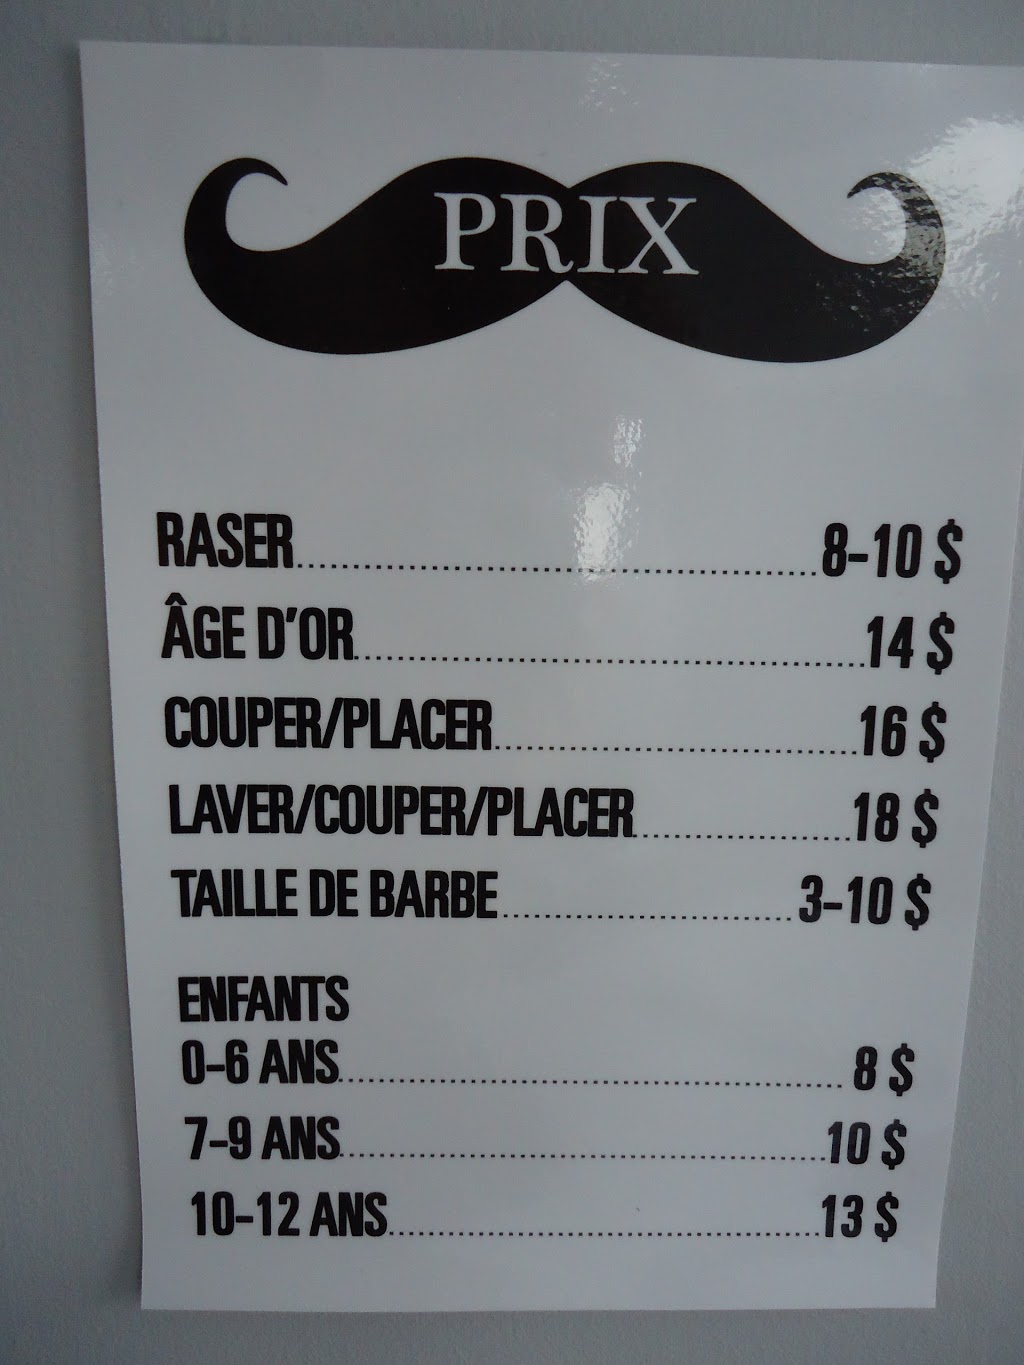 PRIX
RASER........................................................8-10 $
ÂGE D'OR........................................................14 $
COUPER/PLACER........................................16 $
LAVER/COUPER/PLACER........................18 $
TAILLE DE BARBE................................3-10 $
ENFANTS
0-6 ANS........................................................8 $
7-9 ANS........................................................10 $
10-12 ANS................................................13 $